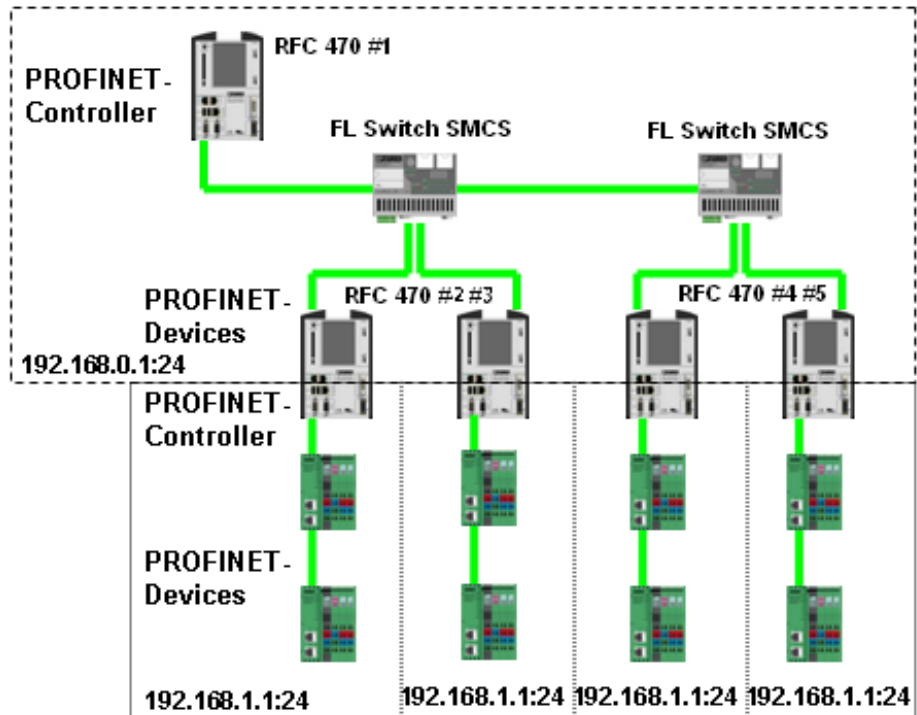 RFC 470 #1
PROFINET-
Controller
FL Switch SMCS
FL Switch SMCS
PROFINET-
Devices
RFC 470 #2 #3
RFC 470 #4 #5
192.168.0.1:24
PROFINET-
Controller
PROFINET-
Devices
192.168.1.1:24
192.168.1.1:24
192.168.1.1:24
192.168.1.1:24